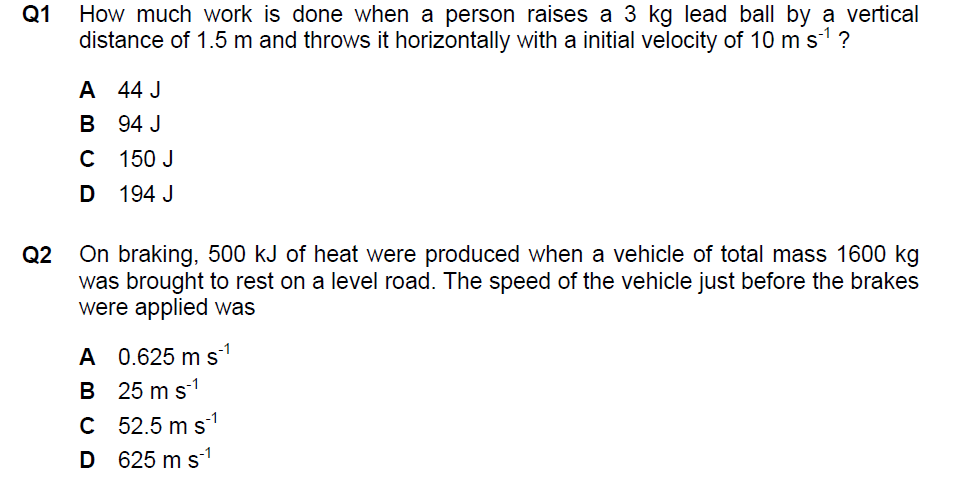 Q1 How much work is done when a person raises a 3 kg lead ball by a vertical
distance of 1.5 m and throws it horizontally with a initial velocity of 10 m s⁻¹ ?
A 44 J
B 94 J
C 150 J
D 194 J
Q2 On braking, 500 kJ of heat were produced when a vehicle of total mass 1600 kg
was brought to rest on a level road. The speed of the vehicle just before the brakes
were applied was
A 0.625 m s⁻¹
B 25 m s⁻¹
C 52.5 m s⁻¹
D 625 m s⁻¹